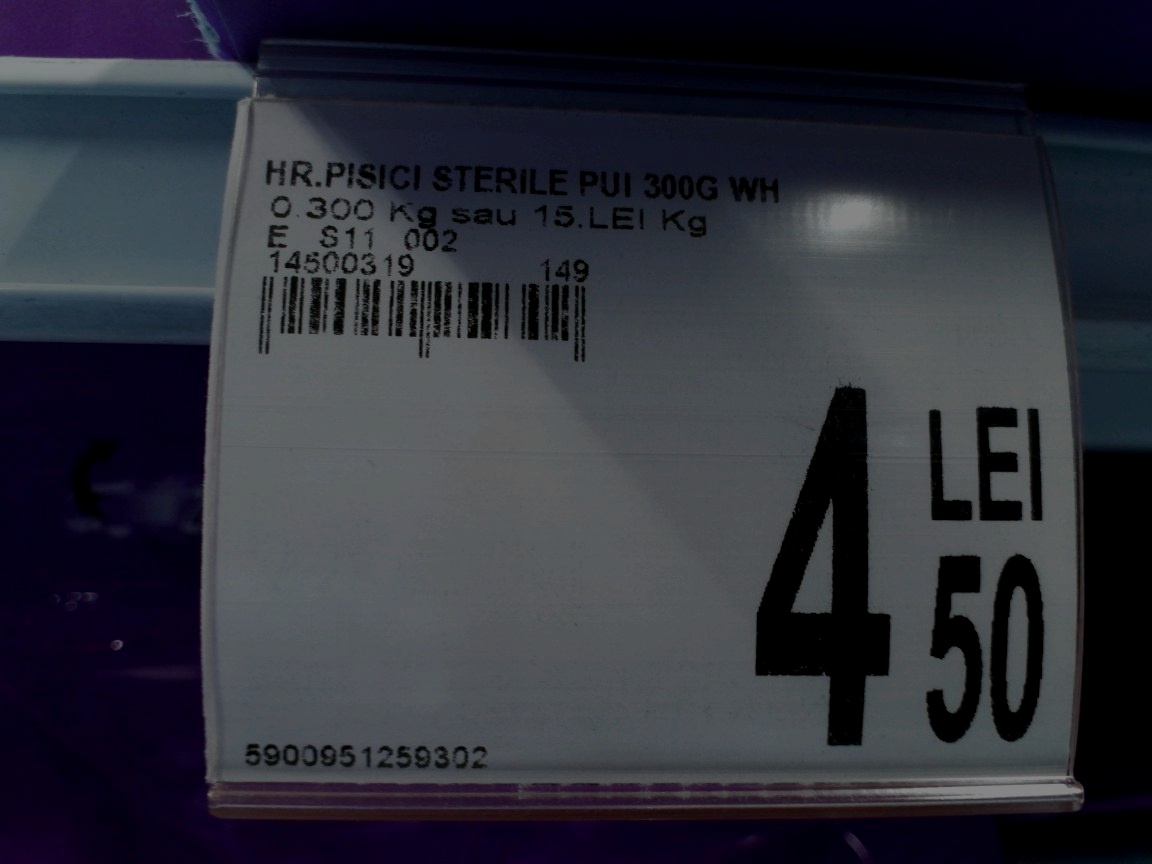 HR.PISICI STERILE PUI 300G WH
0.300 Kg sau 15.LEI Kg
E S11 002
14500319 149
4 LEI
50
5900951259302